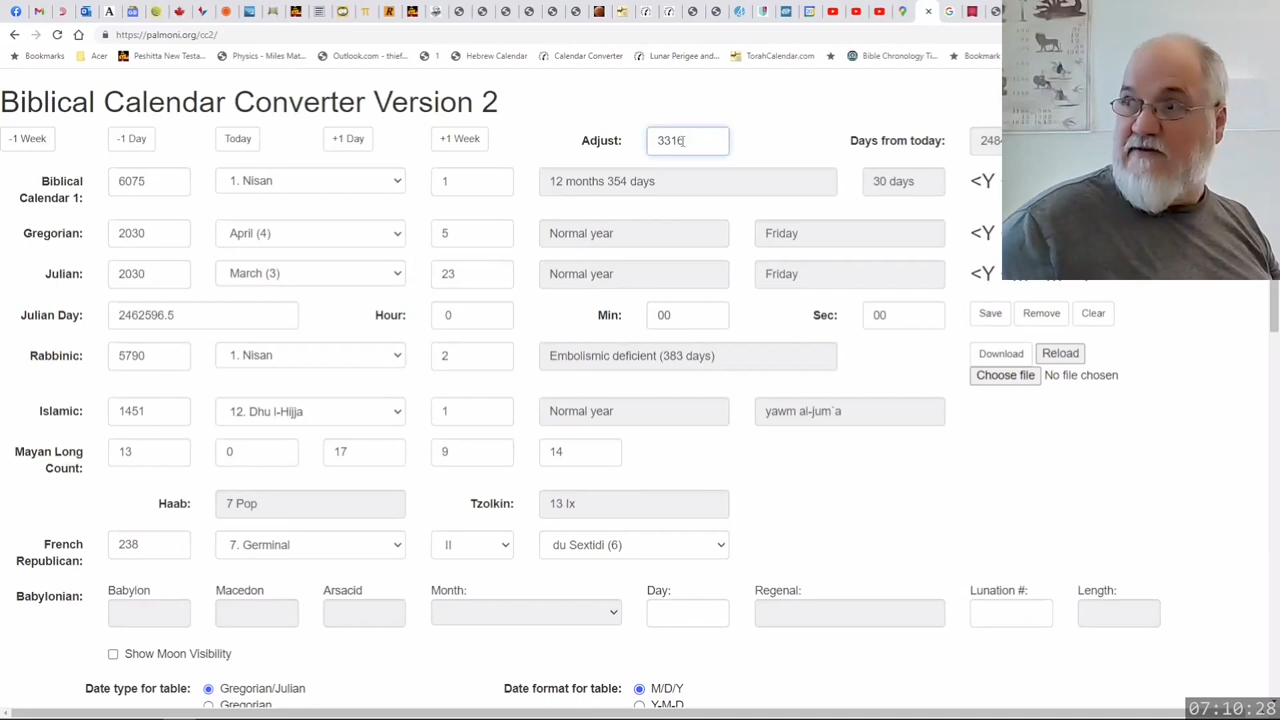 https://palmoni.org/cc2/
Bookmarks Acer Peshitta New Testa... Physics - Miles Mat... Outlook.com - thief... 1 Hebrew Calendar Calendar Converter Lunar Perigee and... TorahCalendar.com Bible Chronology Ti... Bookmark
Biblical Calendar Converter Version 2
-1 Week -1 Day Today +1 Day +1 Week Adjust: 3316 Days from today: 248
Biblical Calendar 1: 6075 1. Nisan 1 12 months 354 days 30 days <Y
Gregorian: 2030 April (4) 5 Normal year Friday <Y
Julian: 2030 March (3) 23 Normal year Friday <Y
Julian Day: 2462596.5 Hour: 0 Min: 00 Sec: 00 Save Remove Clear
Rabbinic: 5790 1. Nisan 2 Embolismic deficient (383 days) Download Reload
Choose file No file chosen
Islamic: 1451 12. Dhu l-Hijja 1 Normal year yawm al-jum`a
Mayan Long Count: 13 0 17 9 14
Haab: 7 Pop Tzolkin: 13 Ix
French Republican: 238 7. Germinal II du Sextidi (6)
Babylonian: Babylon Macedon Arsacid Month: Day: Regenal: Lunation #: Length:
Show Moon Visibility
Date type for table: Gregorian/Julian Date format for table: M/D/Y
Gregorian Y-M-D
07:10:28